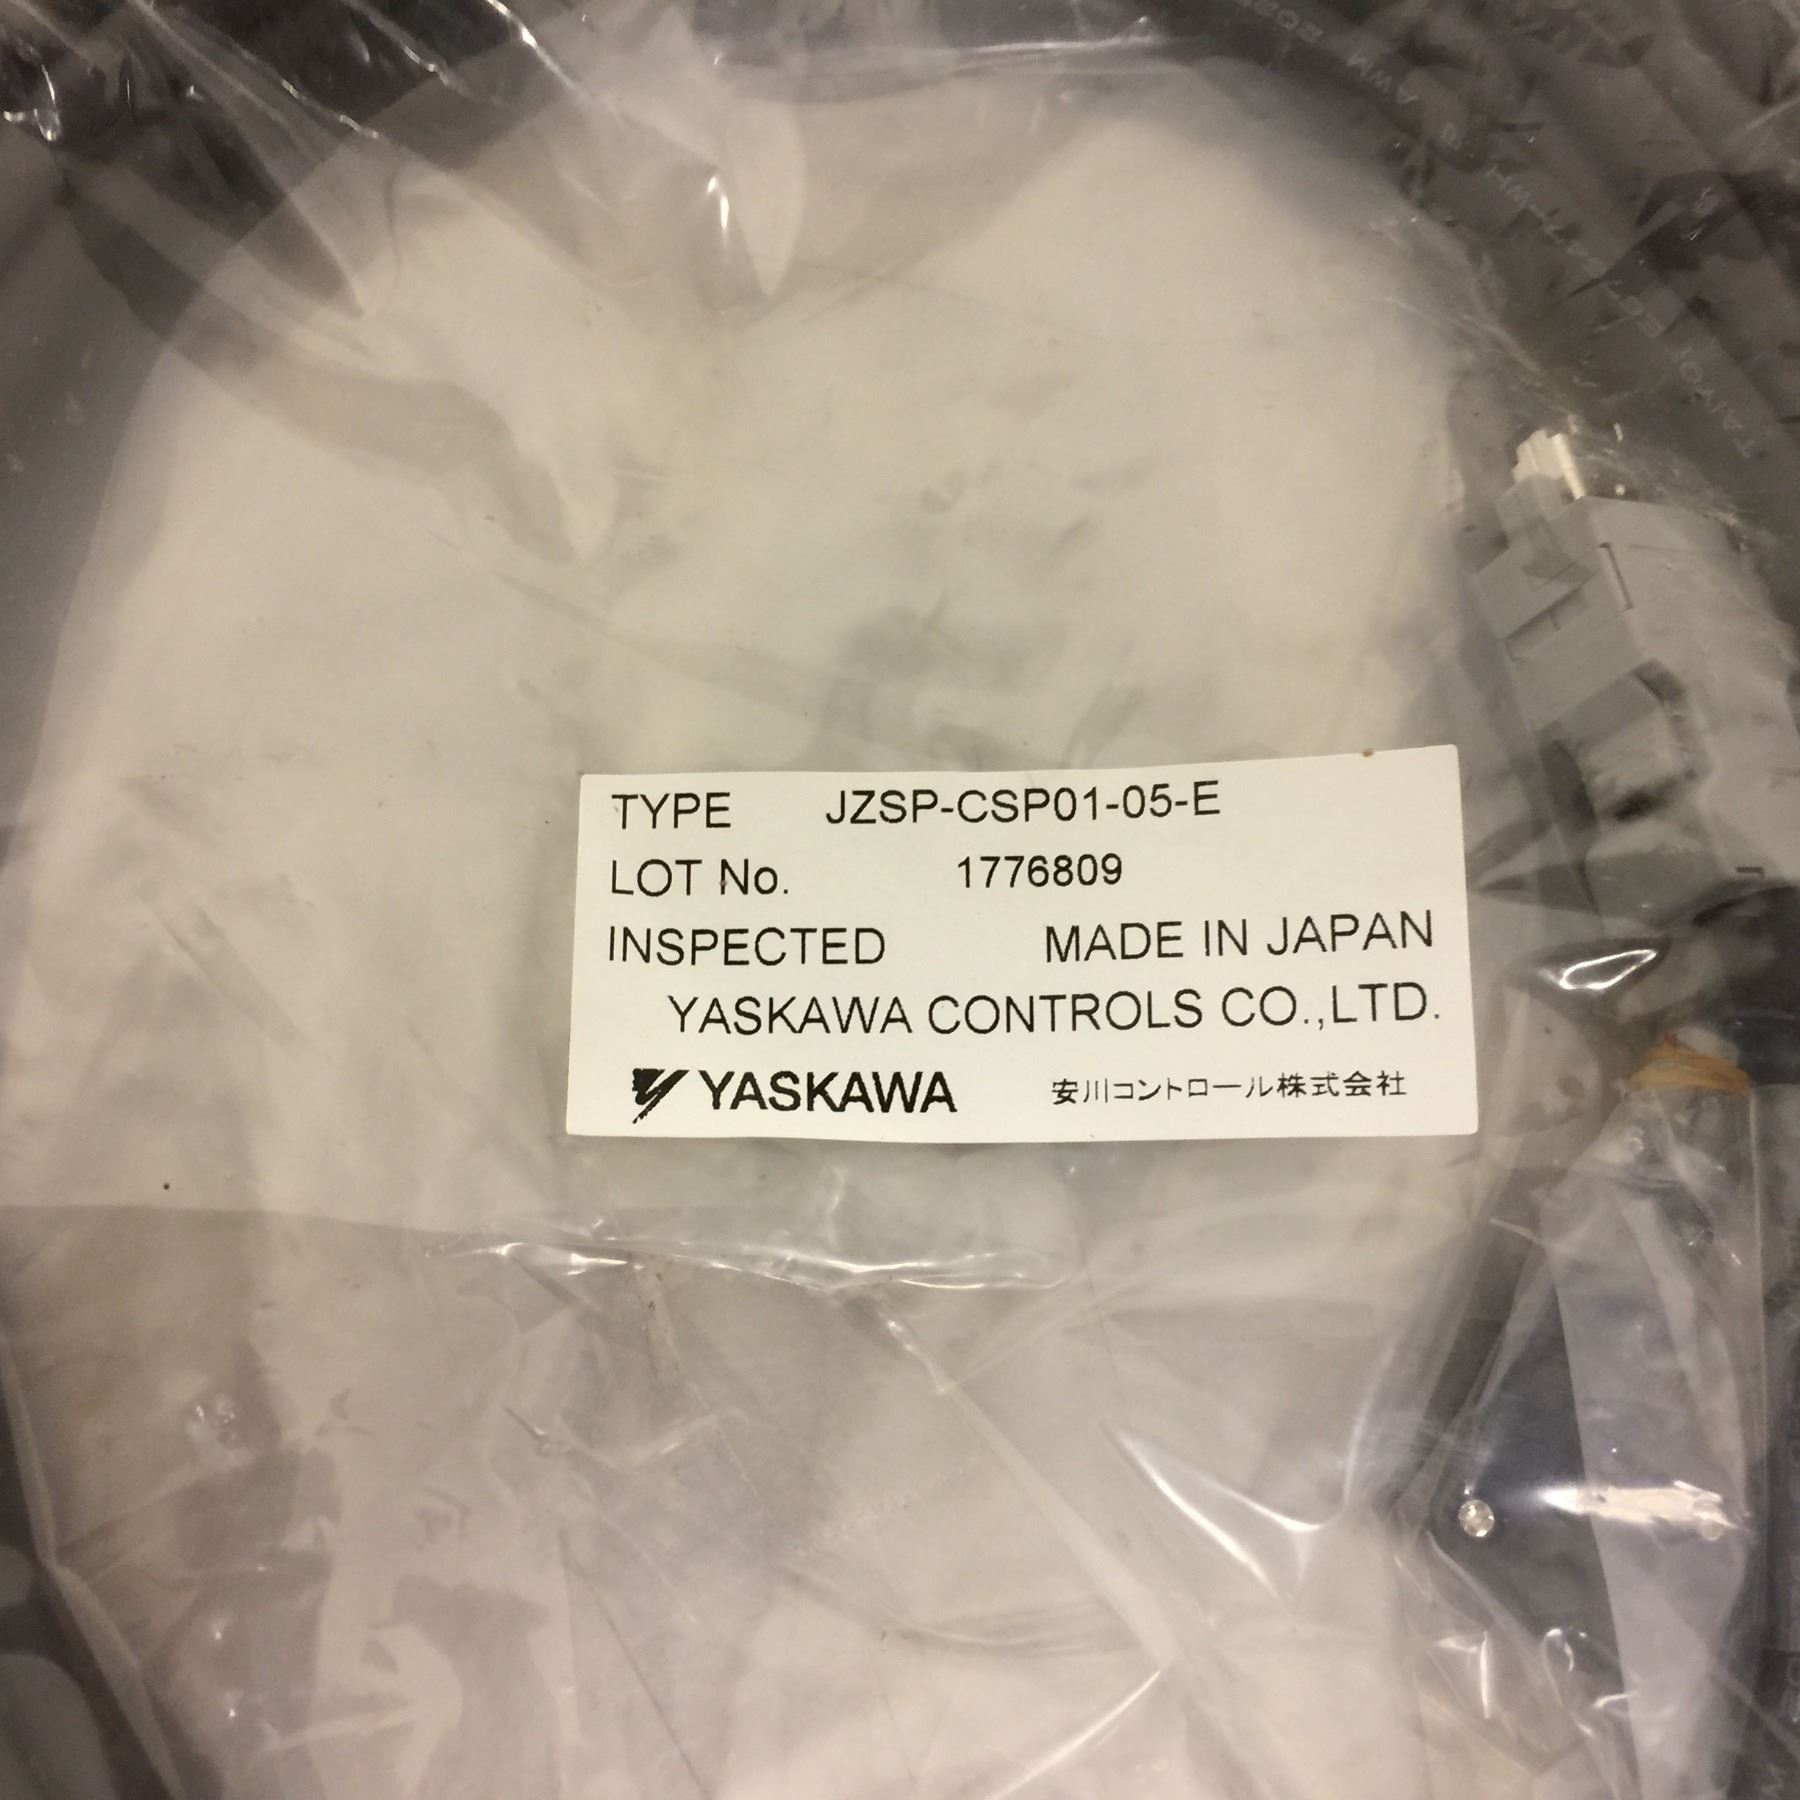 TYPE JZSP-CSP01-05-E
LOT No. 1776809
INSPECTED MADE IN JAPAN
YASKAWA CONTROLS CO.,LTD.
YASKAWA 安川コントロール株式会社